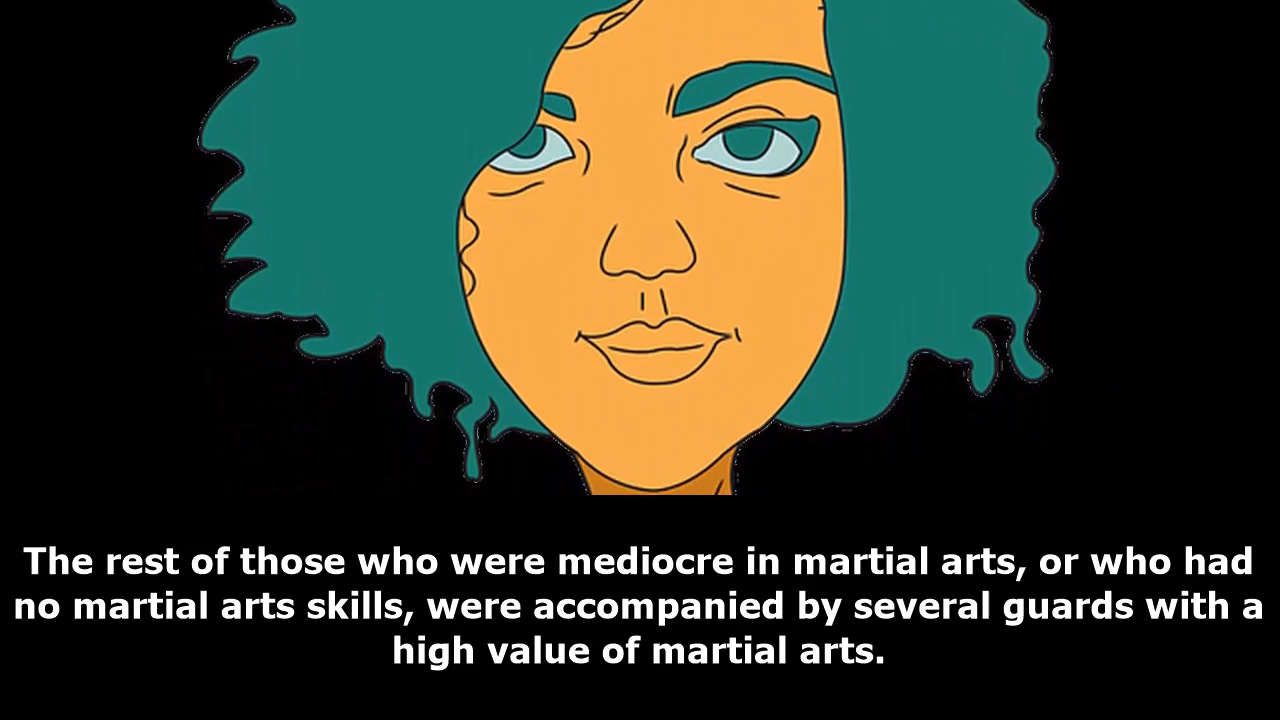 The rest of those who were mediocre in martial arts, or who had
no martial arts skills, were accompanied by several guards with a
high value of martial arts.